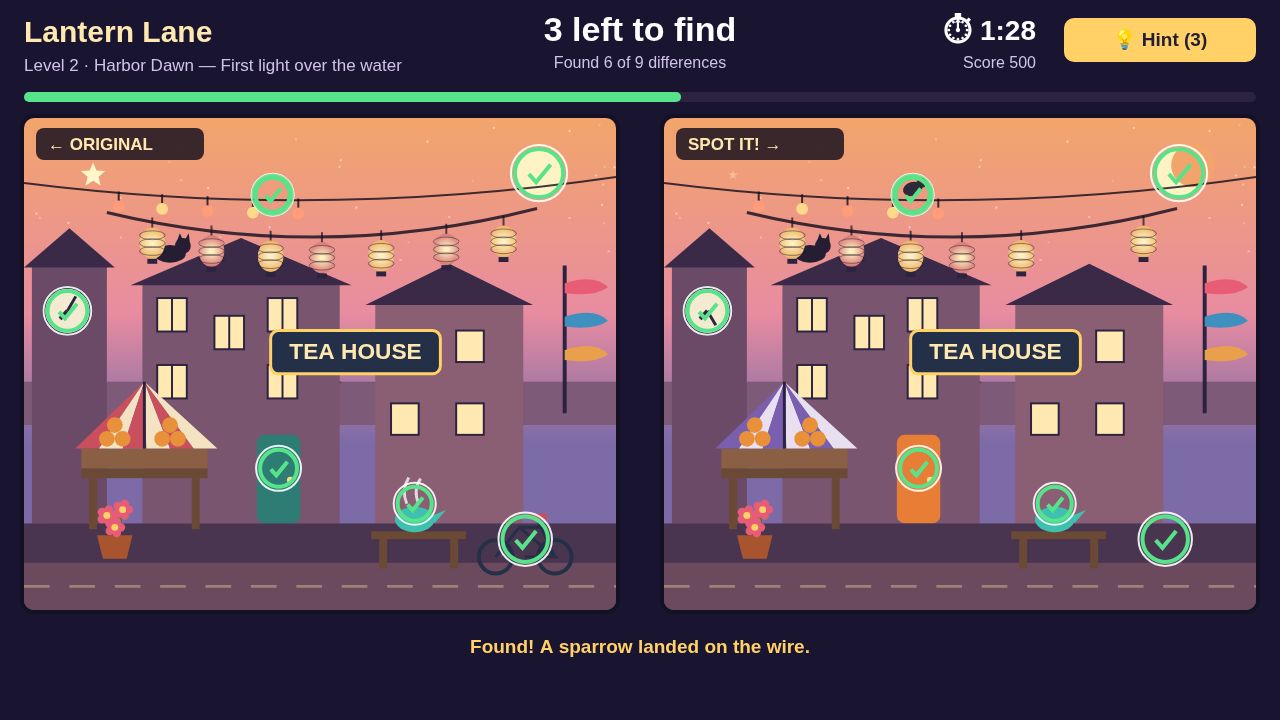 Lantern Lane
Level 2 · Harbor Dawn — First light over the water
3 left to find
Found 6 of 9 differences
⏱ 1:28
Score 500
💡 Hint (3)
← ORIGINAL
SPOT IT! →
TEA HOUSE
TEA HOUSE
Found! A sparrow landed on the wire.